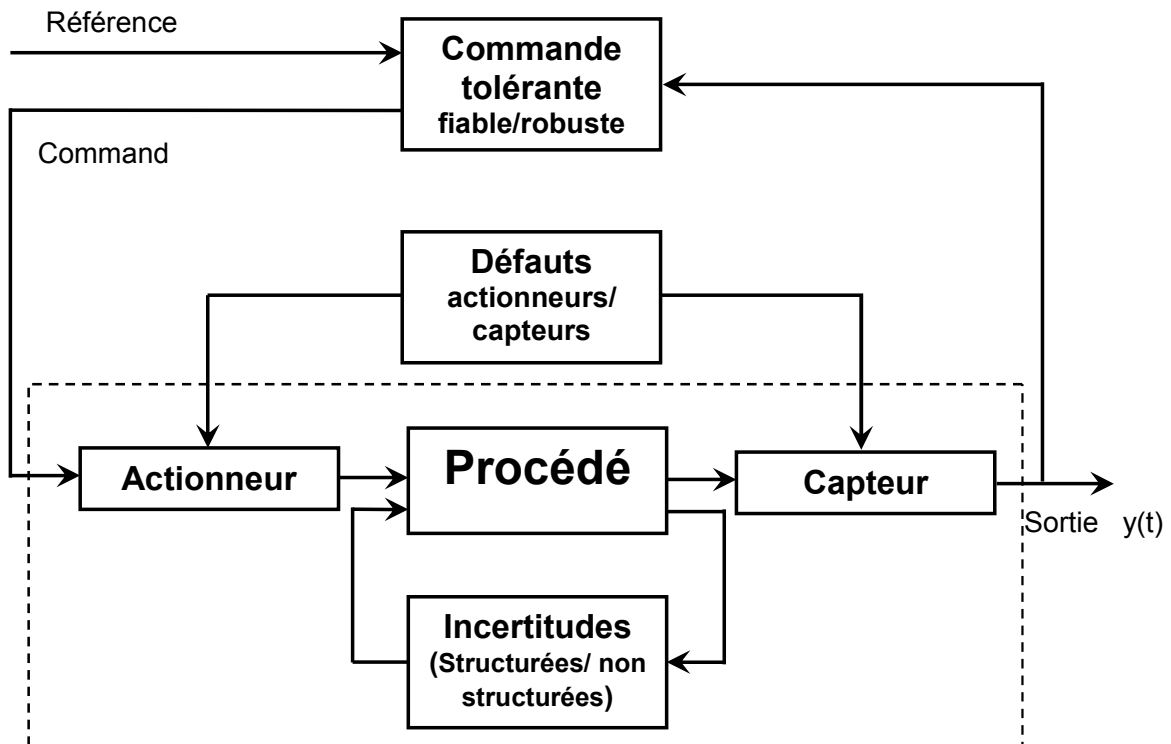 Référence
Commande
tolérante
fiable/robuste
Command
Défauts
actionneurs/
capteurs
Actionneur
Procédé
Capteur
Sortie y(t)
Incertitudes
(Structurées/ non
structurées)